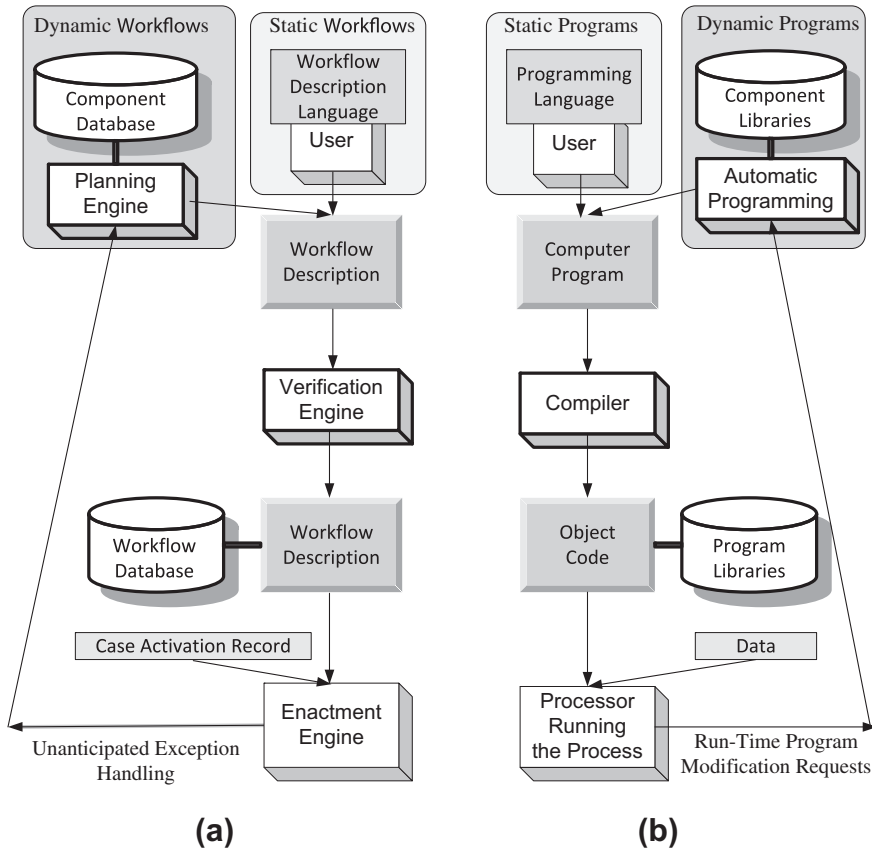 Dynamic Workflows
Component
Database
Planning
Engine
Static Workflows
Workflow
Description
Language
User
Workflow
Description
Verification
Engine
Workflow
Database
Workflow
Description
Case Activation Record
Enactment
Engine
Unanticipated Exception
Handling
(a)
Static Programs
Programming
Language
User
Dynamic Programs
Component
Libraries
Automatic
Programming
Computer
Program
Compiler
Object
Code
Program
Libraries
Data
Processor
Running
the Process
Run-Time Program
Modification Requests
(b)